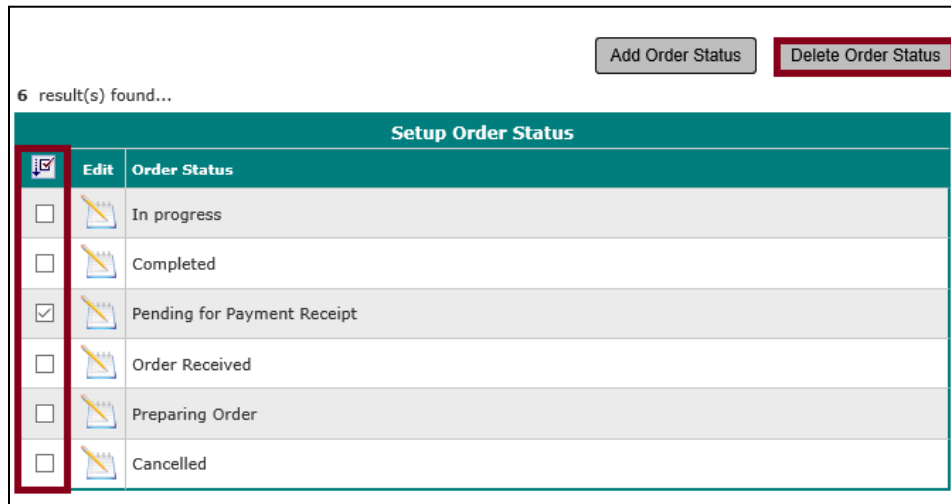 Add Order Status Delete Order Status
6 result(s) found...
Setup Order Status
Edit Order Status
In progress
Completed
Pending for Payment Receipt
Order Received
Preparing Order
Cancelled